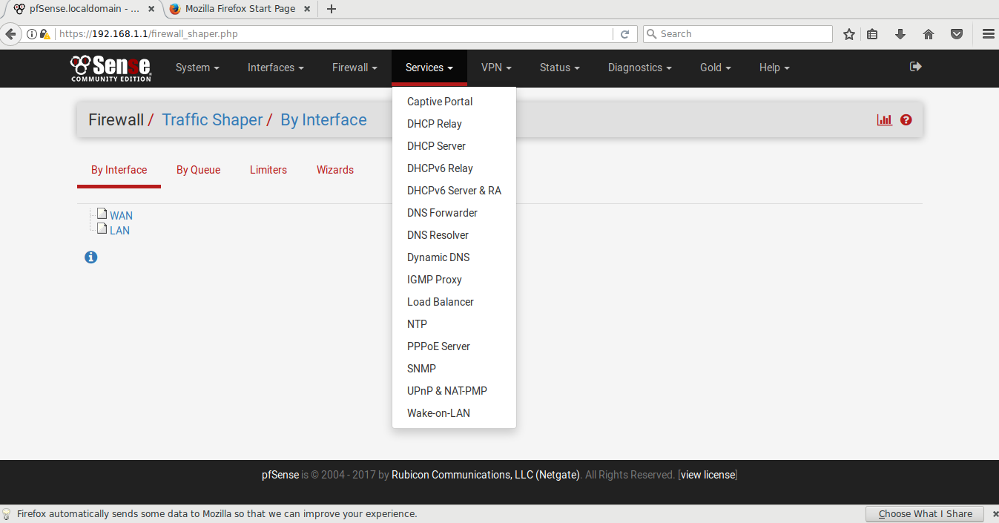 pfSense.localdomain - ...
Mozilla Firefox Start Page
https://192.168.1.1/firewall_shaper.php
Search
Sense
COMMUNITY EDITION
System
Interfaces
Firewall
Services
VPN
Status
Diagnostics
Gold
Help
Firewall / Traffic Shaper / By Interface
By Interface
By Queue
Limiters
Wizards
WAN
LAN
Captive Portal
DHCP Relay
DHCP Server
DHCPv6 Relay
DHCPv6 Server & RA
DNS Forwarder
DNS Resolver
Dynamic DNS
IGMP Proxy
Load Balancer
NTP
PPPoE Server
SNMP
UPnP & NAT-PMP
Wake-on-LAN
pfSense is © 2004 - 2017 by Rubicon Communications, LLC (Netgate). All Rights Reserved. [view license]
Firefox automatically sends some data to Mozilla so that we can improve your experience.
Choose What I Share